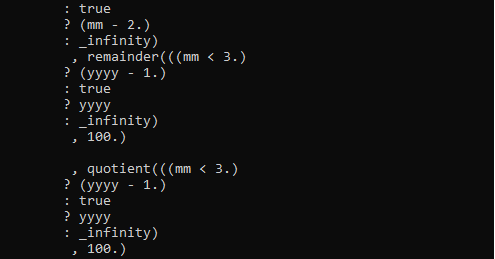 : true
? (mm - 2.)
: _infinity)
, remainder(((mm < 3.)
? (yyyy - 1.)
: true
? yyyy
: _infinity)
, 100.)
, quotient(((mm < 3.)
? (yyyy - 1.)
: true
? yyyy
: _infinity)
, 100.)